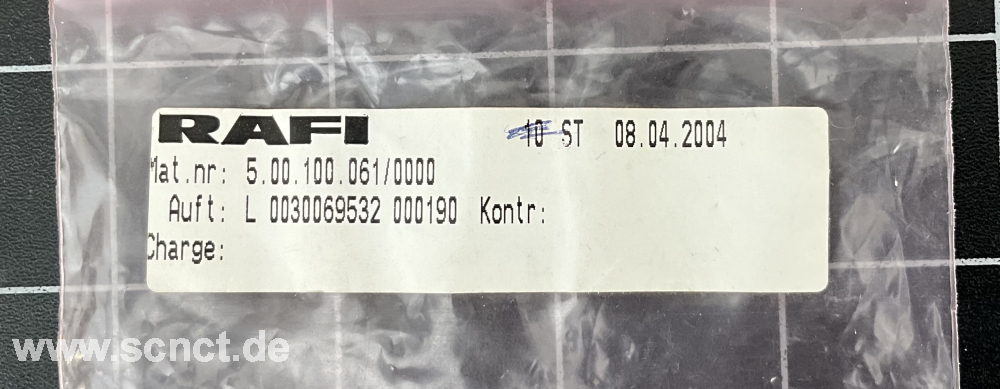 RAFI 10 ST 08.04.2004
Mat.nr: 5.00.100.061/0000
Auft: L 0030069532 000190 Kontr:
Charge:
www.scnct.de